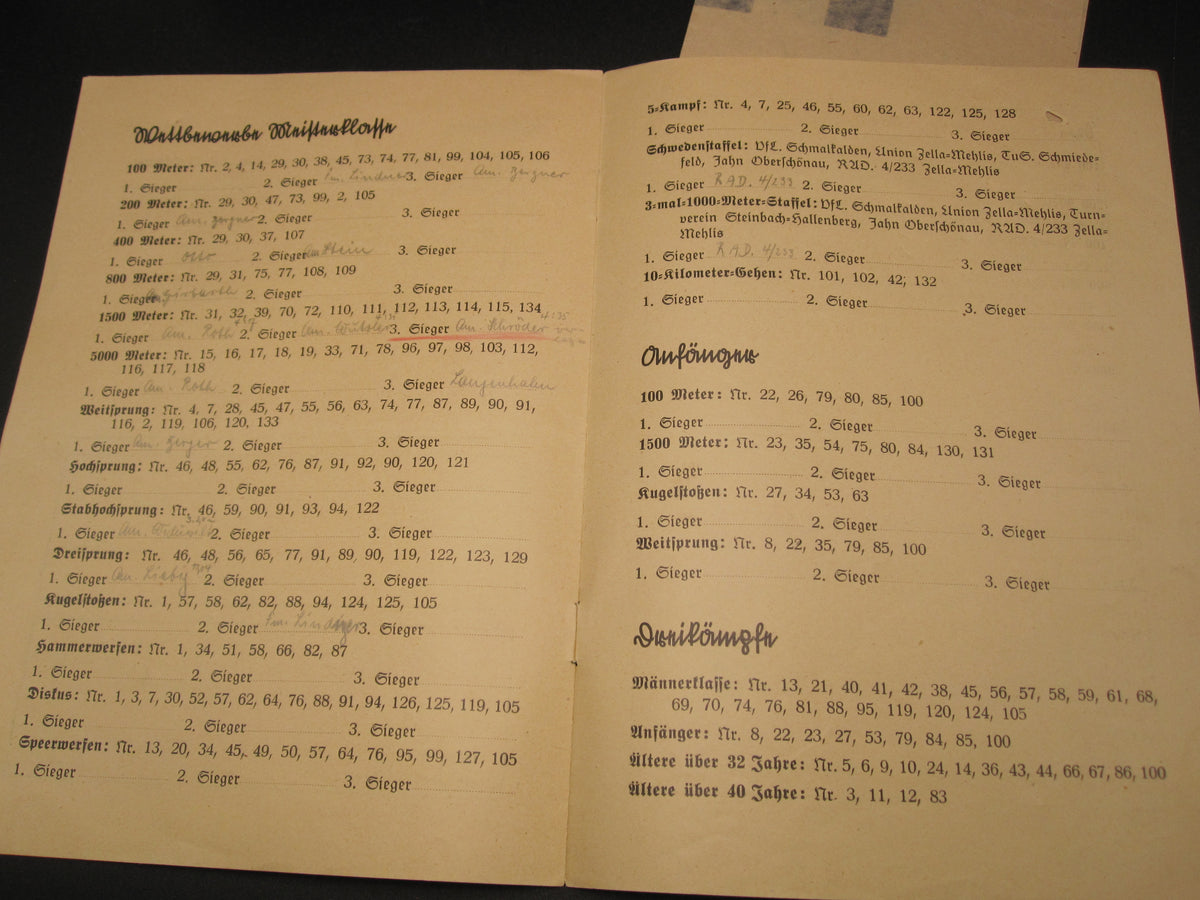 Wettbewerbe Meisterklasse
100 Meter: Nr. 2, 4, 14, 29, 30, 38, 45, 73, 74, 77, 81, 99, 104, 105, 106
1. Sieger 2. Sieger 3. Sieger Am.
200 Meter: Nr. 29, 30, 47, 73, 99, 2, 105
1. Sieger Am. 2. Sieger 3. Sieger
400 Meter: Nr. 29, 30, 37, 107
1. Sieger Otto 2. Sieger Am Stein 3. Sieger
800 Meter: Nr. 29, 31, 75, 77, 108, 109
1. Sieger 2. Sieger 3. Sieger
1500 Meter: Nr. 31, 32, 39, 70, 72, 110, 111, 112, 113, 114, 115, 134
1. Sieger Am. Roth 2. Sieger Am. 3. Sieger Am. Schröder
5000 Meter: Nr. 15, 16, 17, 18, 19, 33, 71, 78, 96, 97, 98, 103, 112,
116, 117, 118
1. Sieger Am. Roth 2. Sieger 3. Sieger Langenhahn
Weitsprung: Nr. 4, 7, 28, 45, 47, 55, 56, 63, 74, 77, 87, 89, 90, 91,
116, 2, 119, 106, 120, 133
1. Sieger Am. 2. Sieger 3. Sieger
Hochsprung: Nr. 46, 48, 55, 62, 76, 87, 91, 92, 90, 120, 121
1. Sieger 2. Sieger 3. Sieger
Stabhochsprung: Nr. 46, 59, 90, 91, 93, 94, 122
1. Sieger Am. 2. Sieger 3. Sieger
Dreisprung: Nr. 46, 48, 56, 65, 77, 91, 89, 90, 119, 122, 123, 129
1. Sieger Am. 2. Sieger 3. Sieger
Kugelstoßen: Nr. 1, 57, 58, 62, 82, 88, 94, 124, 125, 105
1. Sieger 2. Sieger 3. Sieger
Hammerwerfen: Nr. 1, 34, 51, 58, 66, 82, 87
1. Sieger 2. Sieger 3. Sieger
Diskus: Nr. 1, 3, 7, 30, 52, 57, 62, 64, 76, 88, 91, 94, 126, 125, 119, 105
1. Sieger 2. Sieger 3. Sieger
Speerwerfen: Nr. 13, 20, 34, 45, 49, 50, 57, 64, 76, 95, 99, 127, 105
1. Sieger 2. Sieger 3. Sieger
5-Kampf: Nr. 4, 7, 25, 46, 55, 60, 62, 63, 122, 125, 128
1. Sieger 2. Sieger 3. Sieger
Schwedenstaffel: VfL. Schmalkalden, Union Zella-Mehlis, TuS. Schmiede-
feld, Jahn Oberschönau, RAD. 4/233 Zella-Mehlis
1. Sieger RAD. 4/233 2. Sieger 3. Sieger
3-mal-1000-Meter-Staffel: VfL. Schmalkalden, Union Zella-Mehlis, Turn-
verein Steinbach-Hallenberg, Jahn Oberschönau, RAD. 4/233 Zella-
Mehlis
1. Sieger RAD. 4/233 2. Sieger 3. Sieger
10-Kilometer-Gehen: Nr. 101, 102, 42; 132
1. Sieger 2. Sieger 3. Sieger
Anfänger
100 Meter: Nr. 22, 26, 79, 80, 85, 100
1. Sieger 2. Sieger 3. Sieger
1500 Meter: Nr. 23, 35, 54, 75, 80, 84, 130, 131
1. Sieger 2. Sieger 3. Sieger
Kugelstoßen: Nr. 27, 34, 53, 63
1. Sieger 2. Sieger 3. Sieger
Weitsprung: Nr. 8, 22, 35, 79, 85, 100
1. Sieger 2. Sieger 3. Sieger
Dreikämpfe
Männerklasse: Nr. 13, 21, 40, 41, 42, 38, 45, 56, 57, 58, 59, 61, 68,
69, 70, 74, 76, 81, 88, 95, 119, 120, 124, 105
Anfänger: Nr. 8, 22, 23, 27, 53, 79, 84, 85, 100
Ältere über 32 Jahre: Nr. 5, 6, 9, 10, 24, 14, 36, 43, 44, 66, 67, 86, 100
Ältere über 40 Jahre: Nr. 3, 11, 12, 83